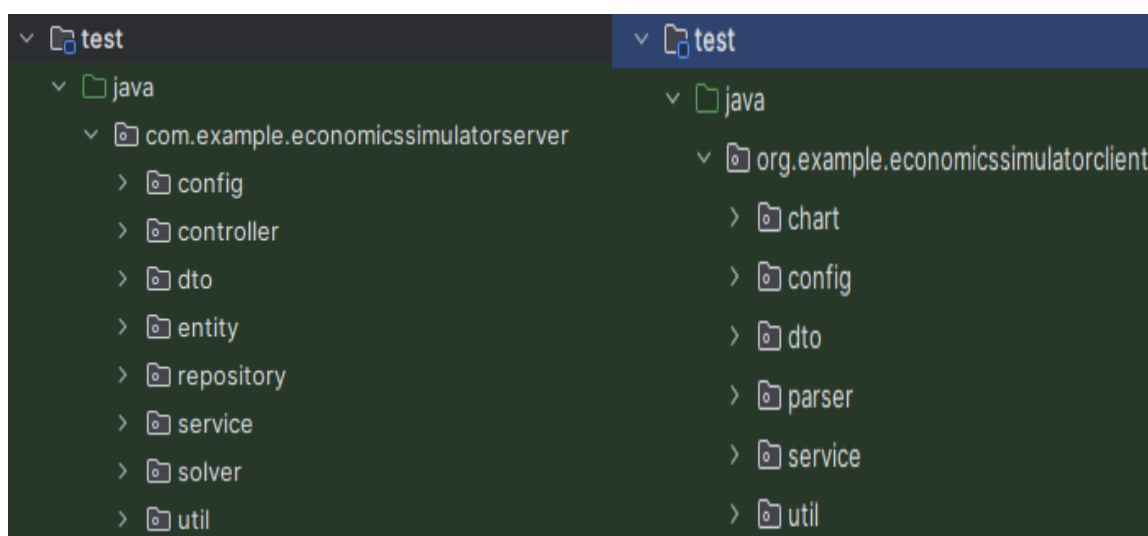 test
java
com.example.economicssimulatorserver
config
controller
dto
entity
repository
service
solver
util
test
java
org.example.economicssimulatorclient
chart
config
dto
parser
service
util